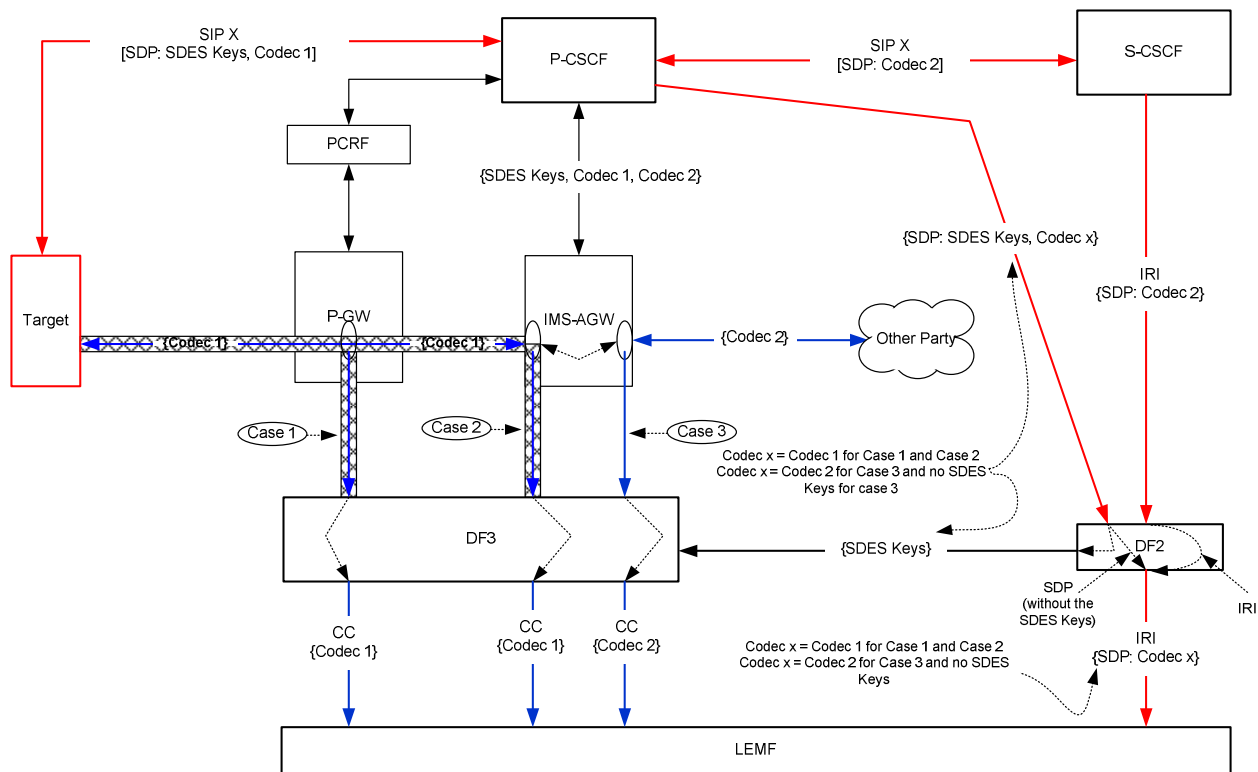 SIP X
[SDP: SDES Keys, Codec 1]
P-CSCF
SIP X
[SDP: Codec 2]
S-CSCF
PCRF
{SDES Keys, Codec 1, Codec 2}
{SDP: SDES Keys, Codec x}
IRI
{SDP: Codec 2}
Target
P-GW
IMS-AGW
{Codec 1}
{Codec 1}
{Codec 2}
Other Party
Case 1
Case 2
Case 3
Codec x = Codec 1 for Case 1 and Case 2
Codec x = Codec 2 for Case 3 and no SDES
Keys for case 3
DF3
{SDES Keys}
DF2
SDP
(without the
SDES Keys)
IRI
CC
{Codec 1}
CC
{Codec 1}
CC
{Codec 2}
Codec x = Codec 1 for Case 1 and Case 2
Codec x = Codec 2 for Case 3 and no SDES
Keys
IRI
{SDP: Codec x}
LEMF